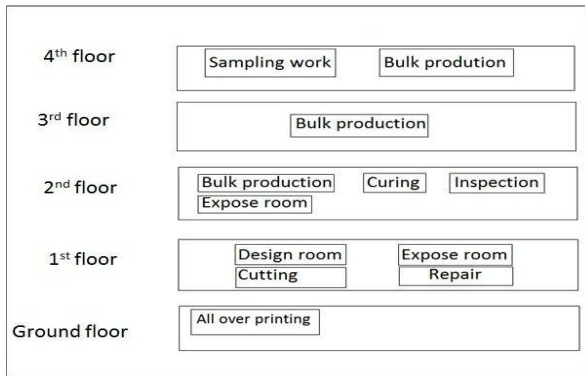 4th floor
Sampling work Bulk prodution
3rd floor
Bulk production
2nd floor
Bulk production Curing Inspection
Expose room
1st floor
Design room Expose room
Cutting Repair
Ground floor
All over printing